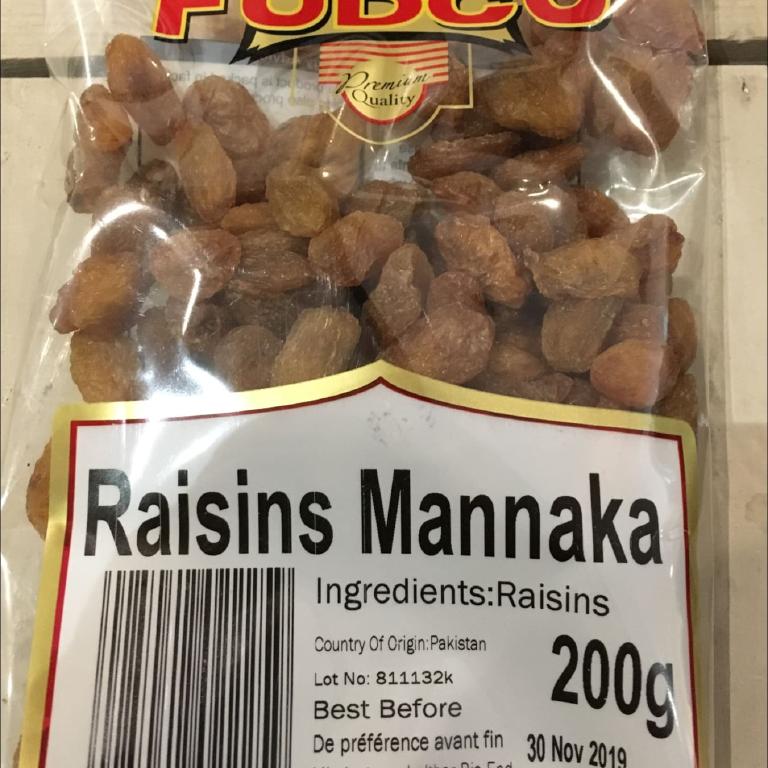 FUDCO
Premium
Quality
Raisins Mannaka
Ingredients:Raisins
Country Of Origin:Pakistan
200g
Lot No: 811132k
Best Before
De préférence avant fin 30 Nov 2019